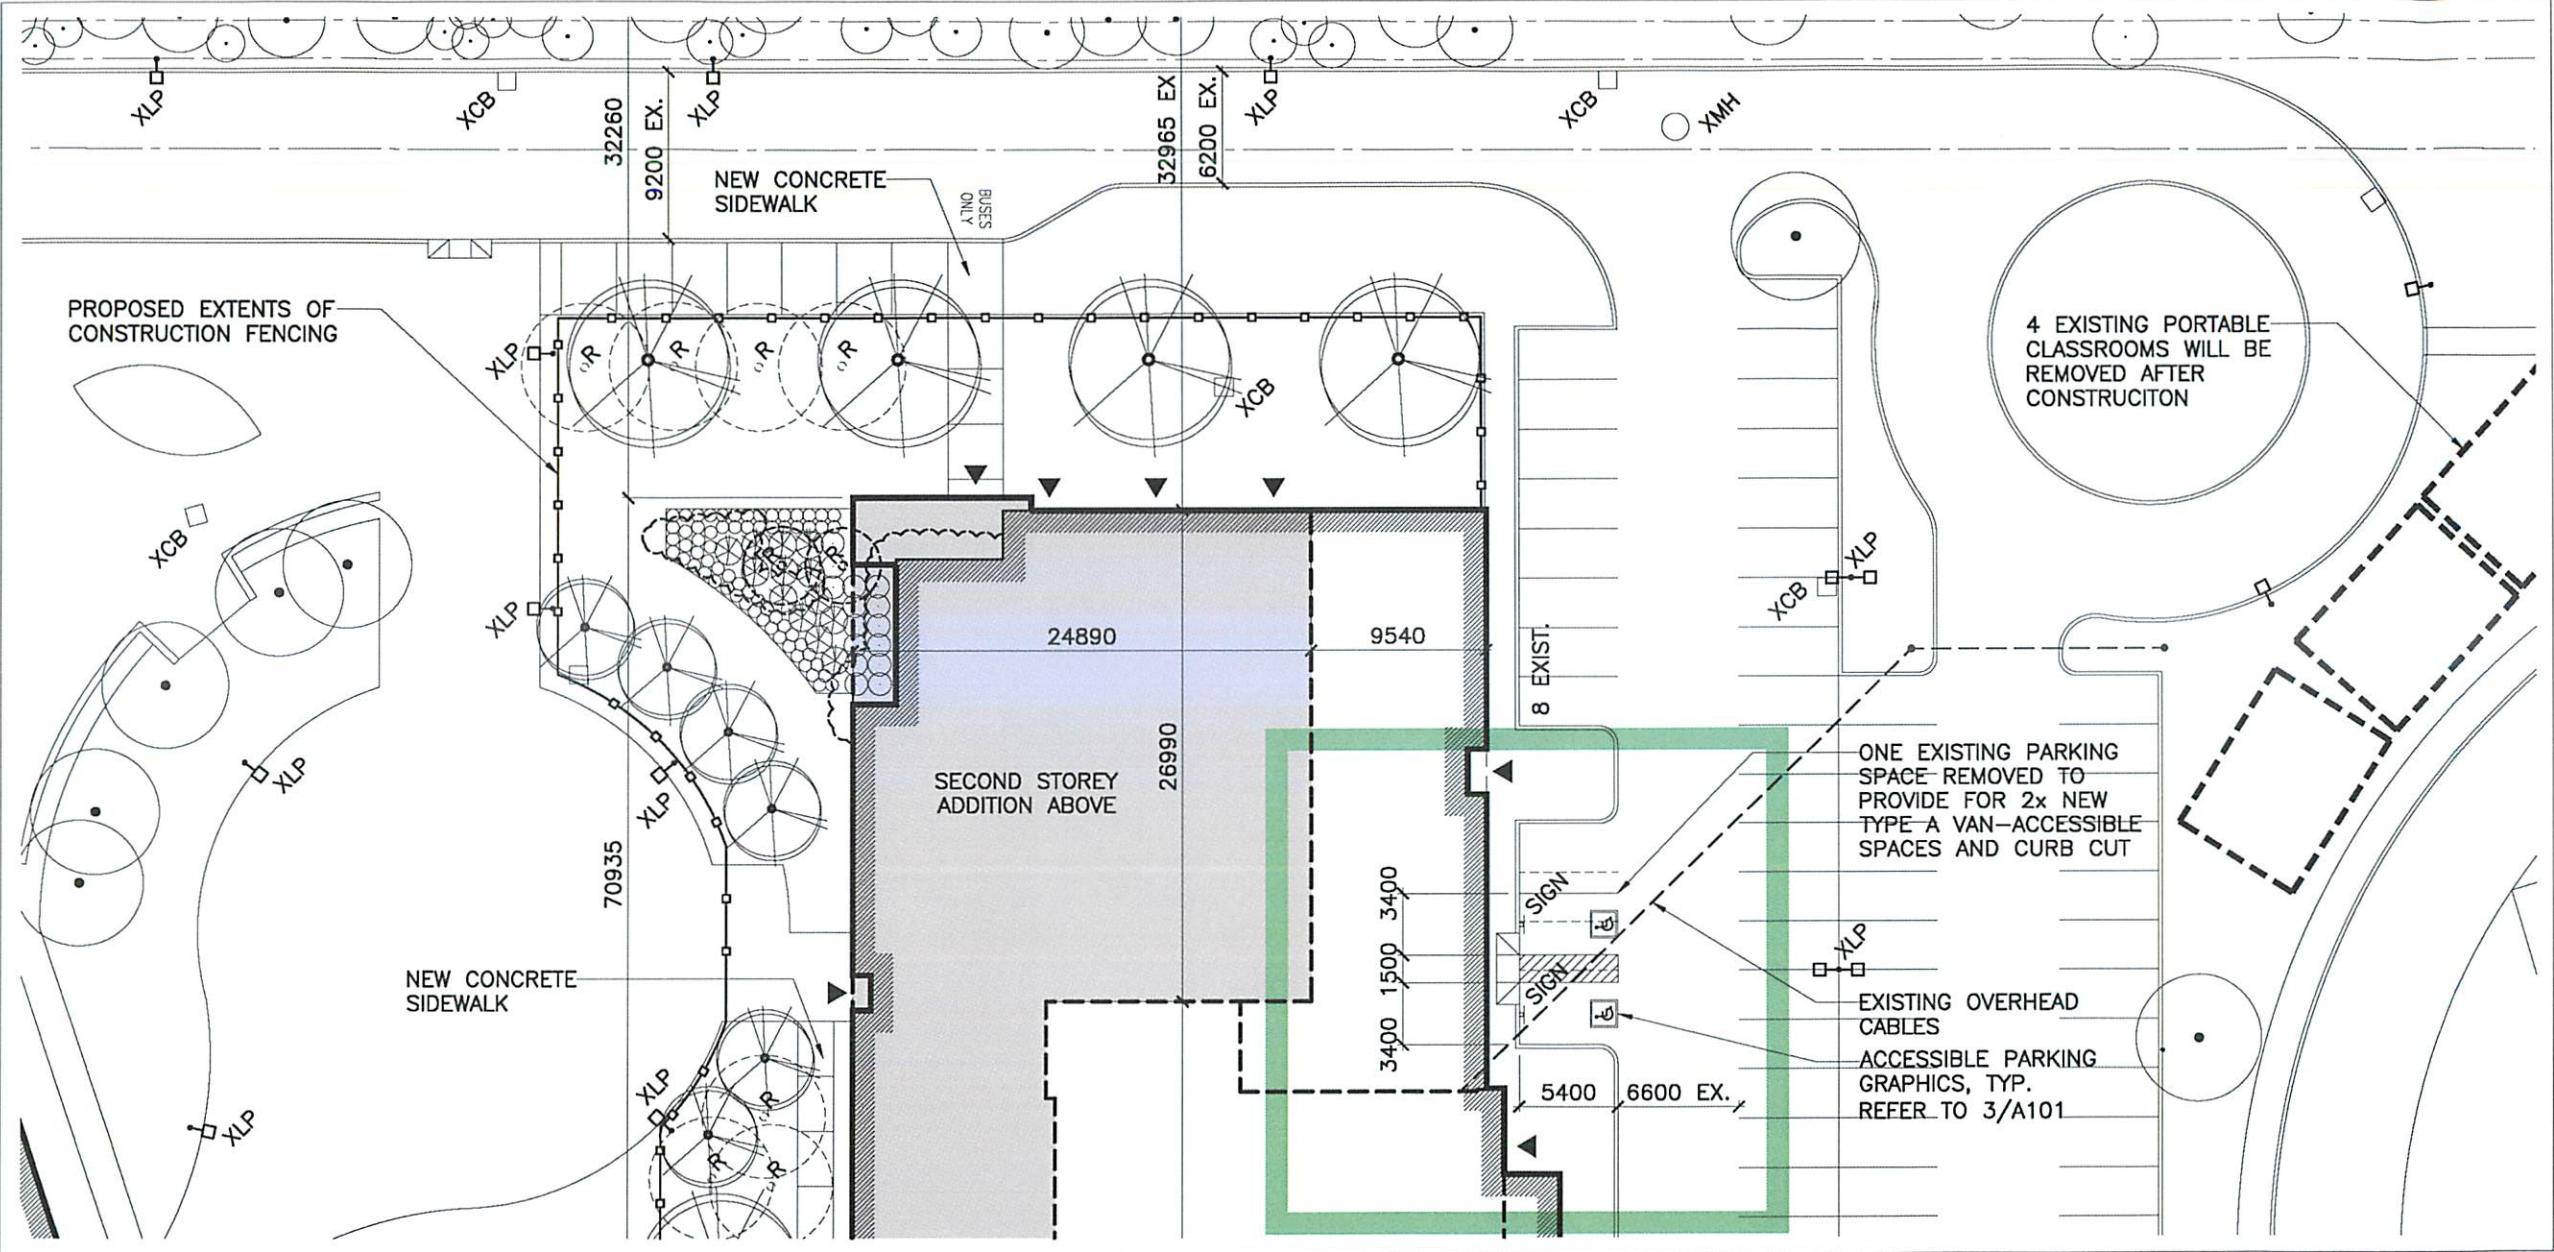 XLP
XCB
XLP
32260
9200 EX.
32965 EX
6200 EX.
XLP
XCB
XMH
NEW CONCRETE
SIDEWALK
BUSES
ONLY
PROPOSED EXTENTS OF
CONSTRUCTION FENCING
XLP
R
R
R
R
XCB
4 EXISTING PORTABLE
CLASSROOMS WILL BE
REMOVED AFTER
CONSTRUCITON
XCB
XLP
XLP
XCB
24890
9540
8 EXIST.
26990
SECOND STOREY
ADDITION ABOVE
XLP
XLP
70935
ONE EXISTING PARKING
SPACE REMOVED TO
PROVIDE FOR 2x NEW
TYPE A VAN-ACCESSIBLE
SPACES AND CURB CUT
3400
1500
3400
SIGN
SIGN
XLP
NEW CONCRETE
SIDEWALK
EXISTING OVERHEAD
CABLES
ACCESSIBLE PARKING
GRAPHICS, TYP.
REFER TO 3/A101
5400
6600 EX.
XLP
XLP
R
R
R